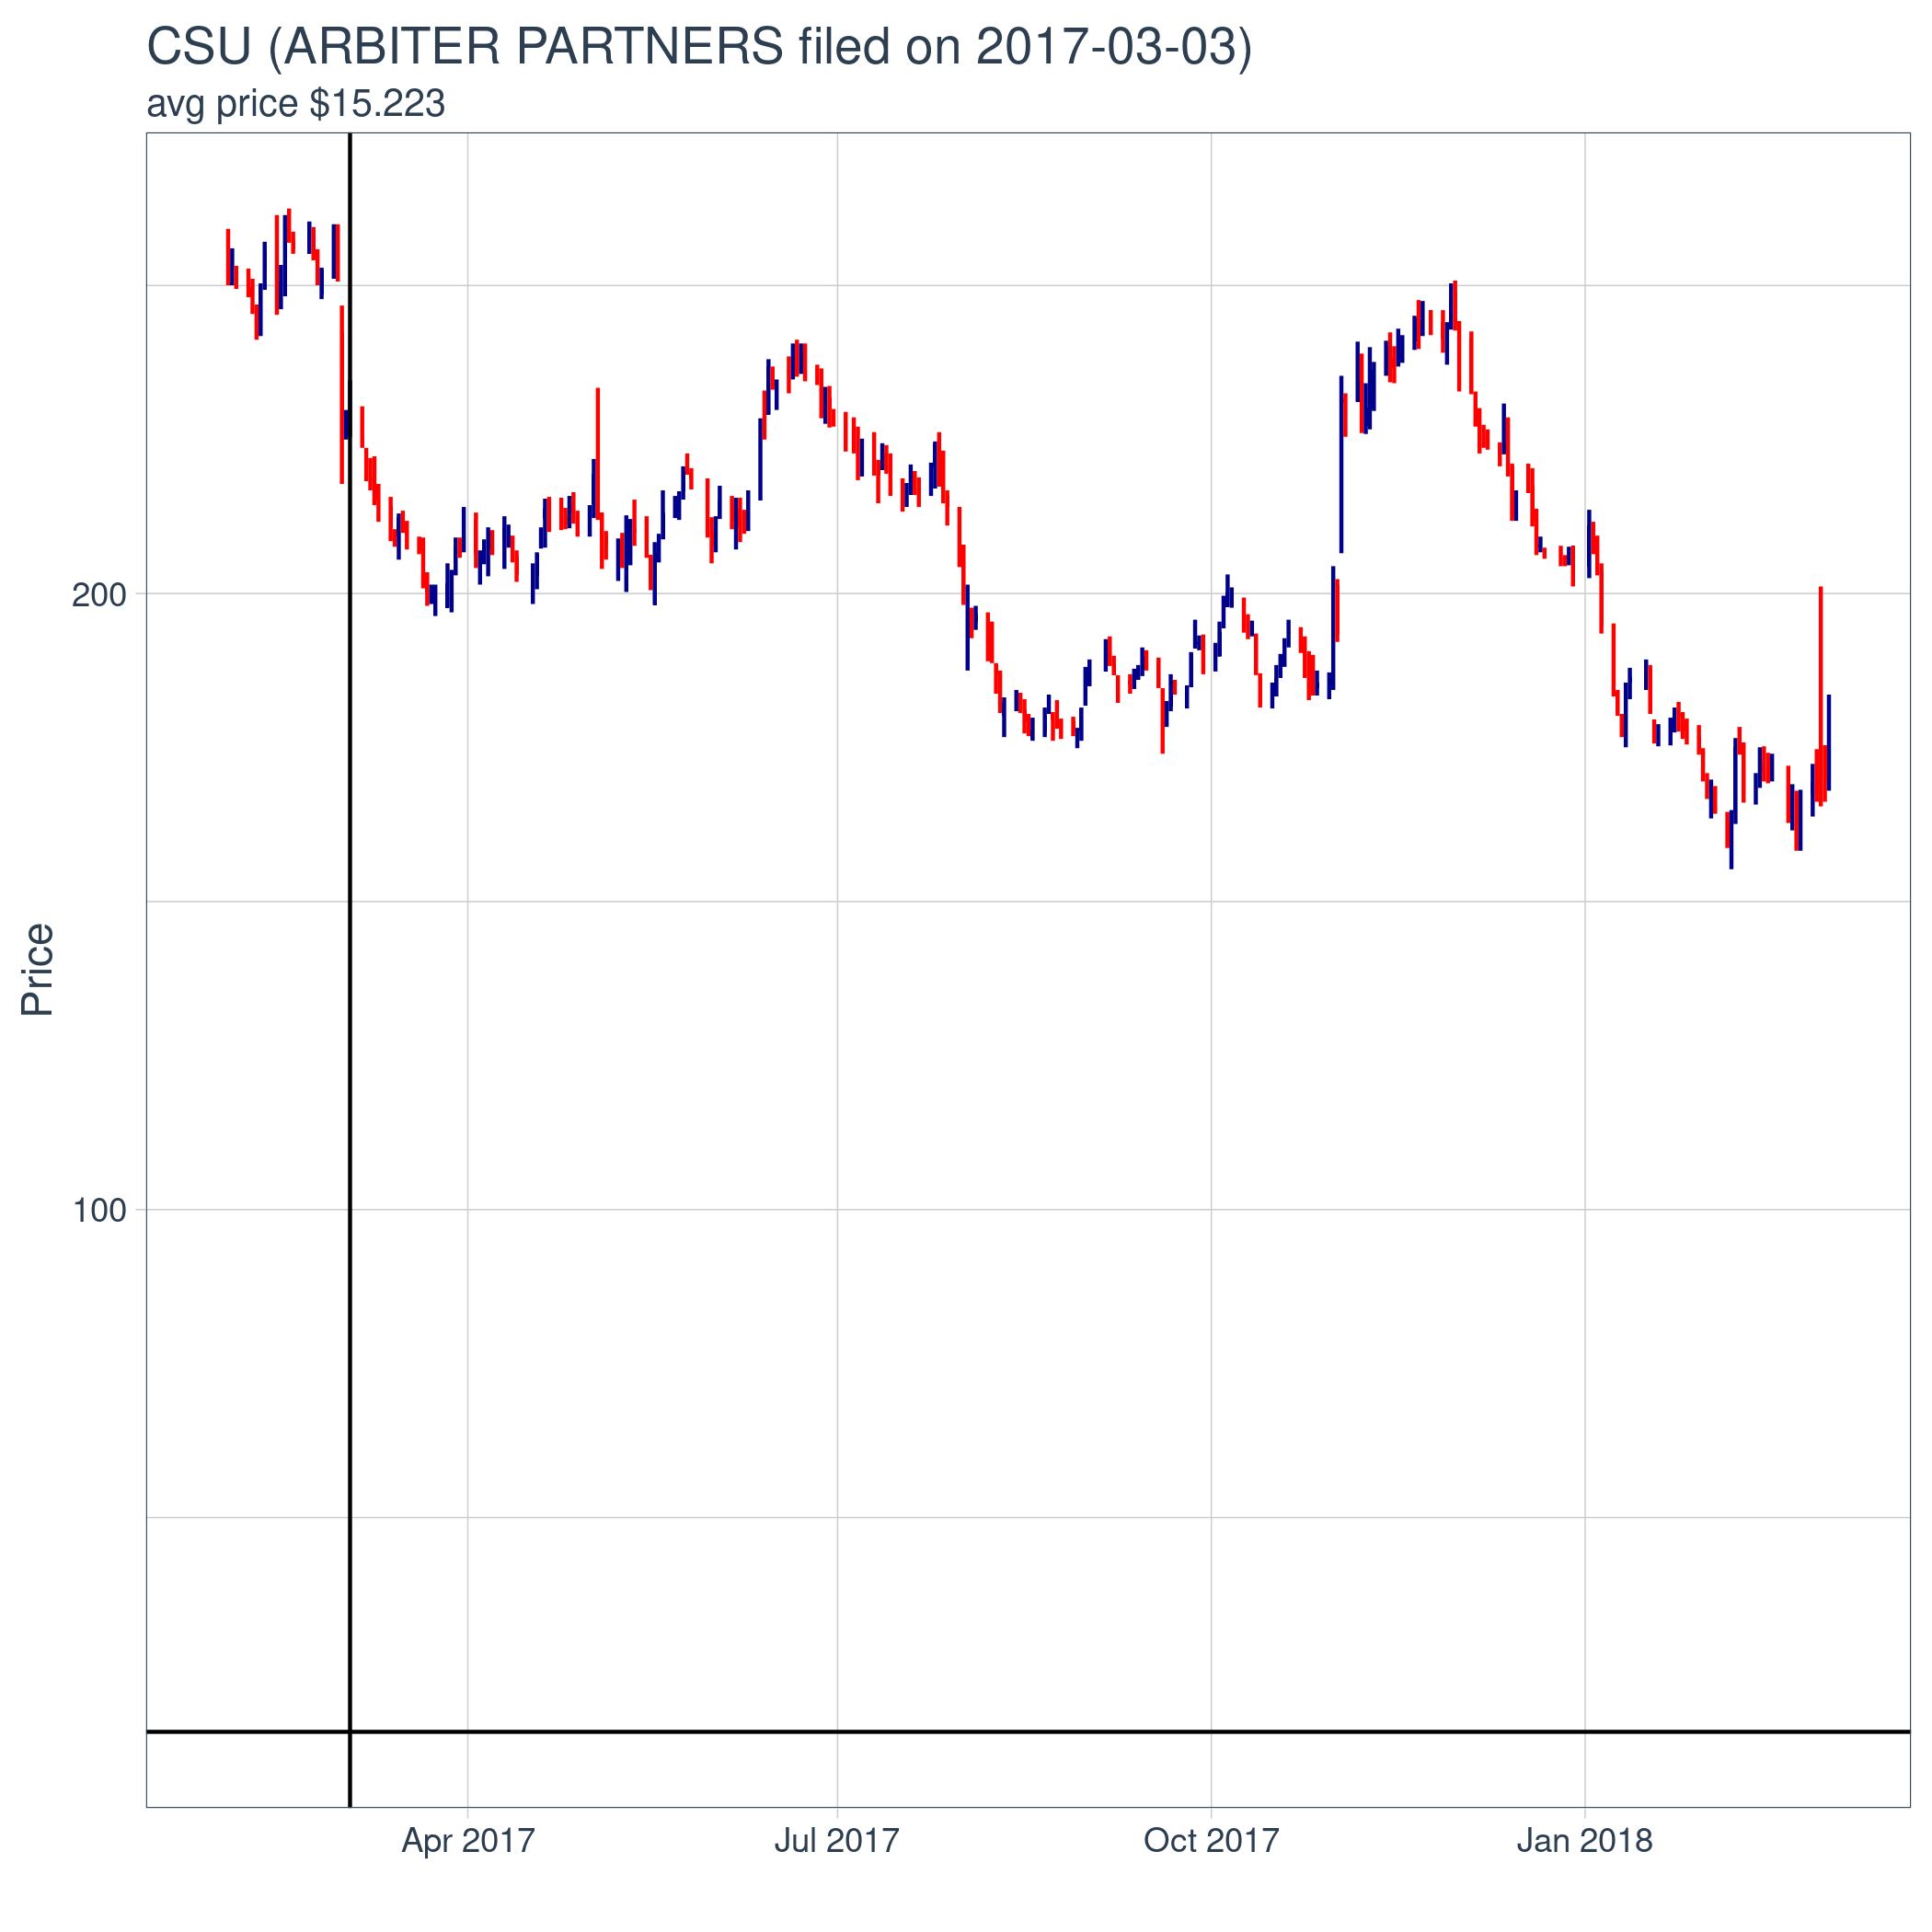 CSU (ARBITER PARTNERS filed on 2017-03-03)
avg price $15.223
200
Price
100
Apr 2017
Jul 2017
Oct 2017
Jan 2018